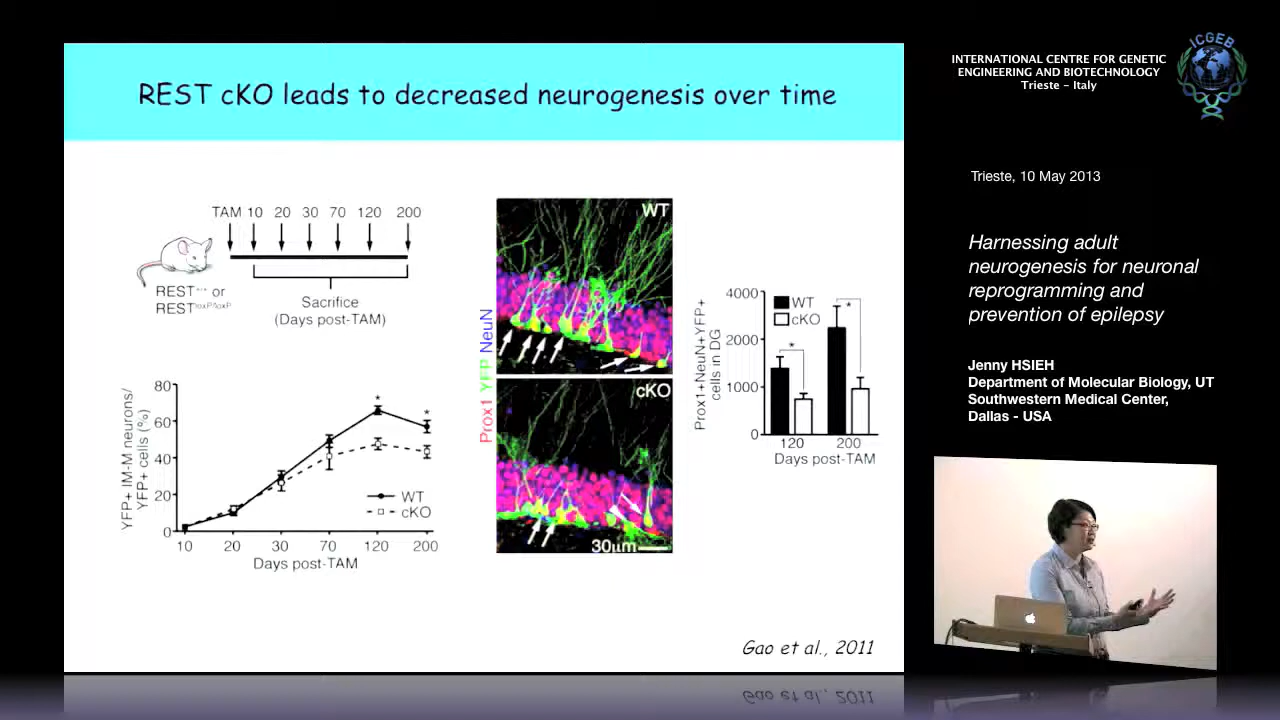 REST cKO leads to decreased neurogenesis over time
TAM 10 20 30 70 120 200
REST+/+ or
RESTloxP/loxP
Sacrifice
(Days post-TAM)
YFP+ IM-M neurons/
YFP+ cells (%)
80
60
40
20
0
10 20 30 70 120 200
Days post-TAM
* *
WT
cKO
Prox1 YFP NeuN
WT
cKO
30µm
Prox1+NeuN+YFP+
cells in DG
4000
2000
1000
0
WT
cKO
* *
120 200
Days post-TAM
Gao et al., 2011
INTERNATIONAL CENTRE FOR GENETIC
ENGINEERING AND BIOTECHNOLOGY
Trieste - Italy
ICGEB
Trieste, 10 May 2013
Harnessing adult
neurogenesis for neuronal
reprogramming and
prevention of epilepsy
Jenny HSIEH
Department of Molecular Biology, UT
Southwestern Medical Center,
Dallas - USA